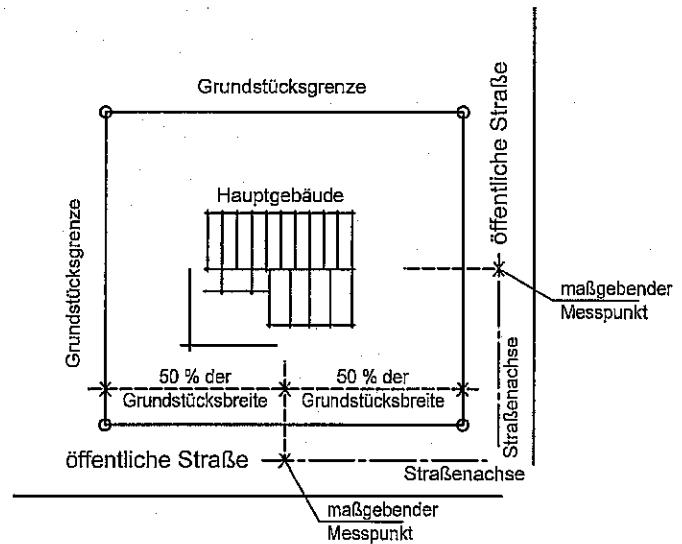 Grundstücksgrenze
öffentliche Straße
Hauptgebäude
Grundstücksgrenze
maßgebender
Messpunkt
50 % der
Grundstücksbreite
50 % der
Grundstücksbreite
Straßenachse
öffentliche Straße
Straßenachse
maßgebender
Messpunkt